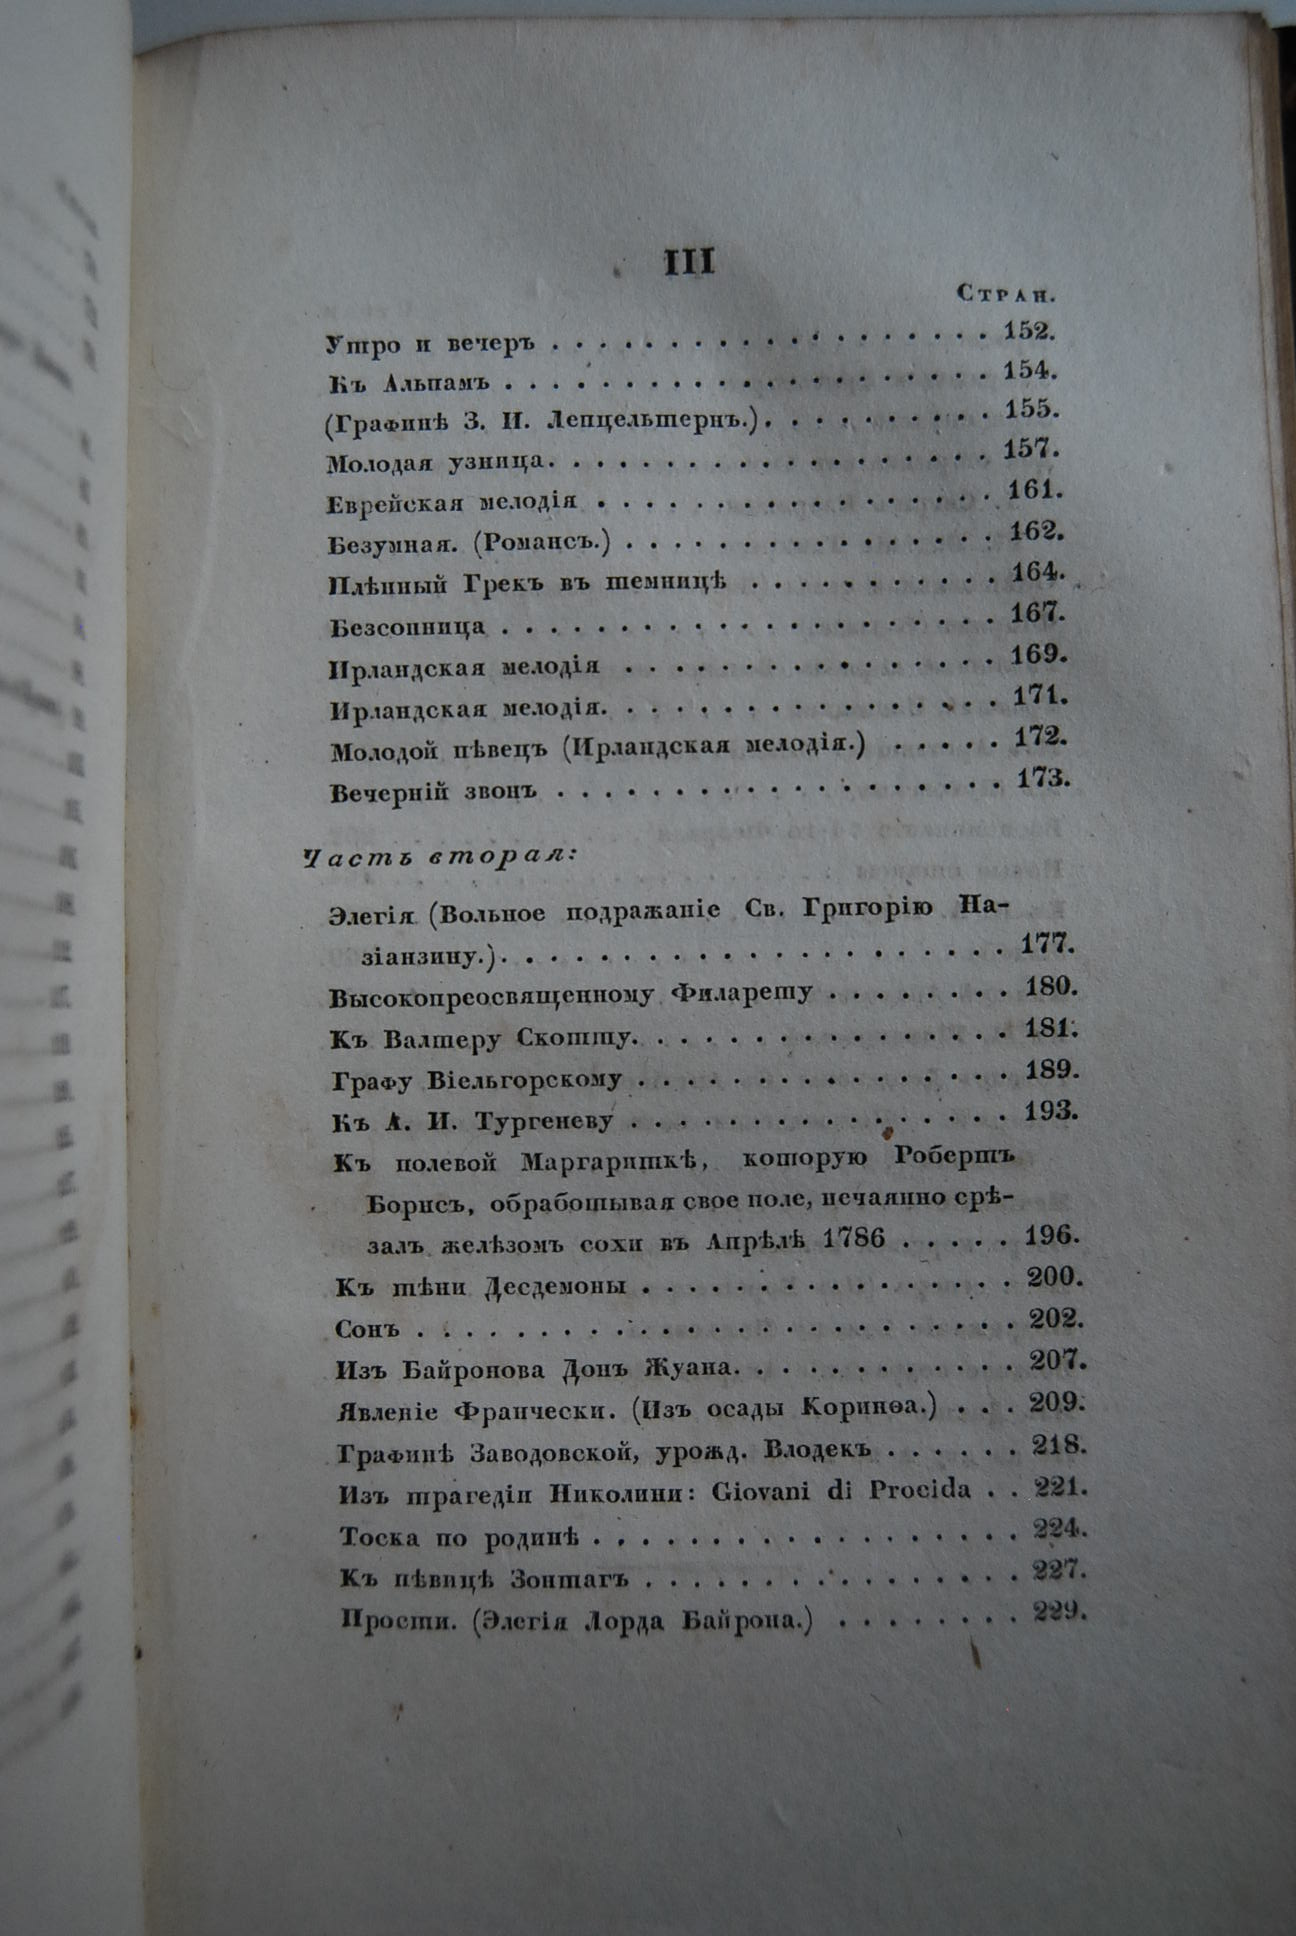 III
Стран.
Утро и вечеръ . . . . . . . . . . . . . . . . . . . 152.
Къ Альпамъ . . . . . . . . . . . . . . . . . . . . . 154.
(Графинѣ З. И. Лепцельтернъ.) . . . . . . . . . . 155.
Молодая узница . . . . . . . . . . . . . . . . . . . 157.
Еврейская мелодія . . . . . . . . . . . . . . . . . 161.
Безумная. (Романсъ.) . . . . . . . . . . . . . . . . 162.
Плѣнный Грекъ въ темницѣ . . . . . . . . . . . 164.
Безсонница . . . . . . . . . . . . . . . . . . . . . 167.
Ирландская мелодія . . . . . . . . . . . . . . . . 169.
Ирландская мелодія. . . . . . . . . . . . . . . . . 171.
Молодой пѣвецъ (Ирландская мелодія.) . . . . . 172.
Вечерній звонъ . . . . . . . . . . . . . . . . . . . 173.
Часть вторая:
Элегія (Вольное подражаніе Св. Григорію На-
зіанзину.) . . . . . . . . . . . . . . . . . . . . . . 177.
Высокопреосвященному Филарету . . . . . . . . 180.
Къ Валтеру Скотту. . . . . . . . . . . . . . . . . 181.
Графу Віельгорскому . . . . . . . . . . . . . . . . 189.
Къ А. И. Тургеневу . . . . . . . . . . . . . . . . 193.
Къ полевой Маргариткѣ, которую Робертъ
Борнсъ, обработывая свое поле, нечаянно срѣ-
залъ желѣзомъ сохи въ Апрѣлѣ 1786 . . . . . 196.
Къ тѣни Десдемоны . . . . . . . . . . . . . . . . 200.
Сонъ . . . . . . . . . . . . . . . . . . . . . . . . . 202.
Изъ Байронова Донъ Жуана. . . . . . . . . . . . 207.
Явленіе Франчески. (Изъ осады Коринѳа.) . . . 209.
Графинѣ Заводовской, урожд. Влодекъ . . . . . . 218.
Изъ трагедіи Николини: Giovani di Procida . . 221.
Тоска по родинѣ . . . . . . . . . . . . . . . . . . 224.
Къ пѣвицѣ Зонтагъ . . . . . . . . . . . . . . . . 227.
Прости. (Элегія Лорда Байрона.) . . . . . . . . 229.